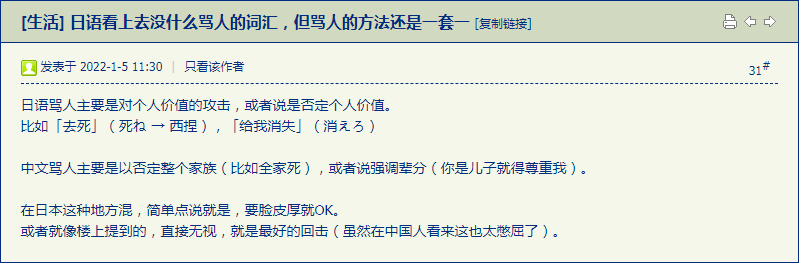 [生活] 日语看上去没什么骂人的词汇，但骂人的方法还是一套一 [复制链接]
发表于 2022-1-5 11:30 | 只看该作者
31#
日语骂人主要是对个人价值的攻击，或者说是否定个人价值。
比如「去死」（死ね → 西捏），「给我消失」（消えろ）
中文骂人主要是以否定整个家族（比如全家死），或者说强调辈分（你是儿子就得尊重我）。
在日本这种地方混，简单点说就是，要脸皮厚就OK。
或者就像楼上提到的，直接无视，就是最好的回击（虽然在中国人看来这也太憋屈了）。